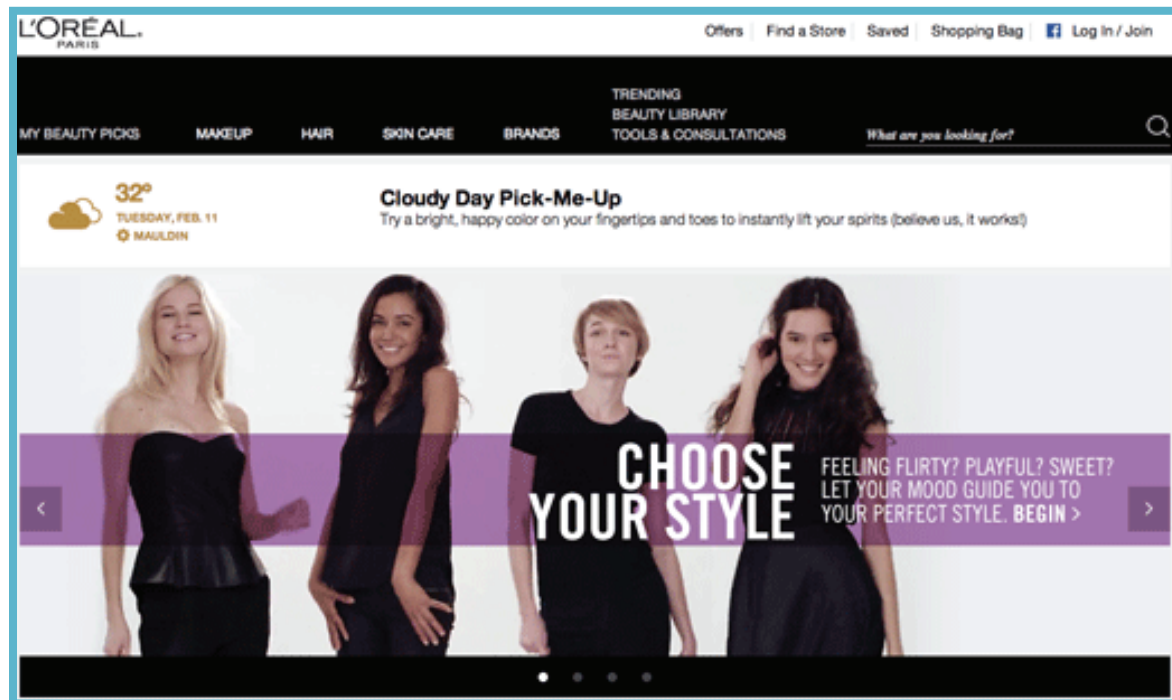 L'ORÉAL.
PARIS
Offers Find a Store Saved Shopping Bag Log In / Join
TRENDING
BEAUTY LIBRARY
MY BEAUTY PICKS MAKEUP HAIR SKIN CARE BRANDS TOOLS & CONSULTATIONS What are you looking for?
32°
TUESDAY, FEB. 11
MAULDIN
Cloudy Day Pick-Me-Up
Try a bright, happy color on your fingertips and toes to instantly lift your spirits (believe us, it works!)
CHOOSE
YOUR STYLE
FEELING FLIRTY? PLAYFUL? SWEET?
LET YOUR MOOD GUIDE YOU TO
YOUR PERFECT STYLE. BEGIN >